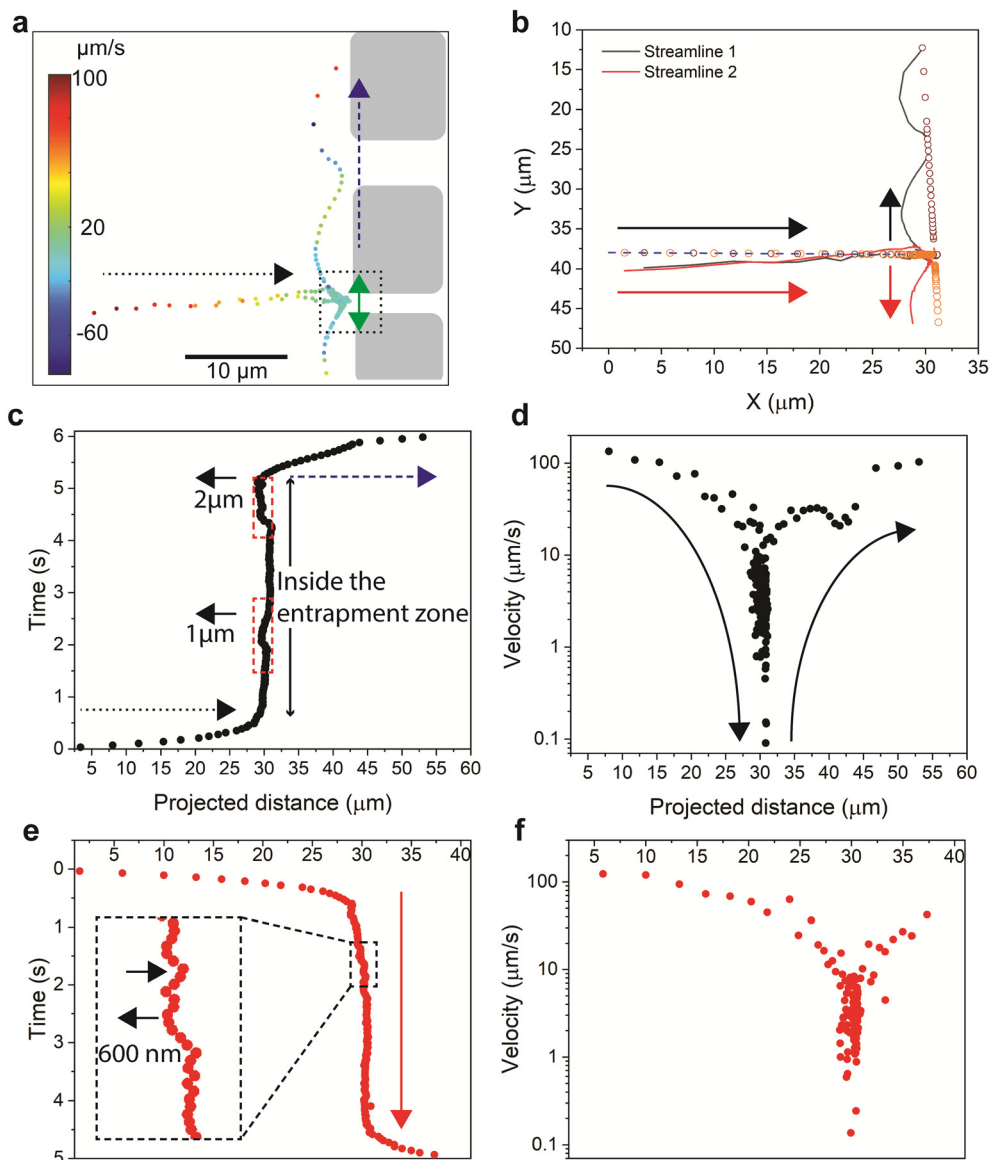 a
µm/s
100
20
-60
10 µm
b
Streamline 1
Streamline 2
10
15
20
25
30
35
40
45
50
Y (µm)
0 5 10 15 20 25 30 35
X (µm)
c
6
5
4
3
2
1
0
Time (s)
2µm
1µm
Inside the
entrapment zone
5 10 15 20 25 30 35 40 45 50 55 60
Projected distance (µm)
d
100
10
1
0.1
Velocity (µm/s)
5 10 15 20 25 30 35 40 45 50 55 60
Projected distance (µm)
e
5 10 15 20 25 30 35 40
0
1
2
3
4
5
Time (s)
600 nm
f
5 10 15 20 25 30 35 40
100
10
1
0.1
Velocity (µm/s)